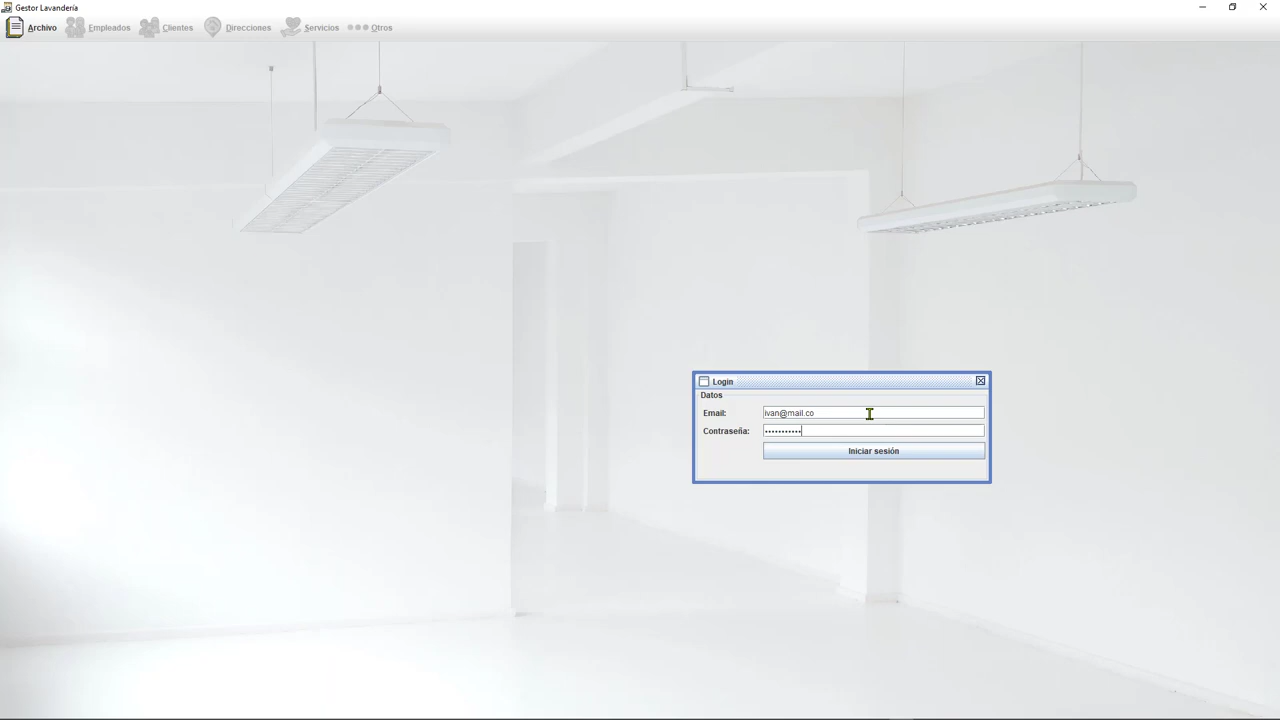 Gestor Lavandería
Archivo Empleados Clientes Direcciones Servicios Otros
Login
Datos
Email: ivan@mail.co
Contraseña: •••••••••••
Iniciar sesión